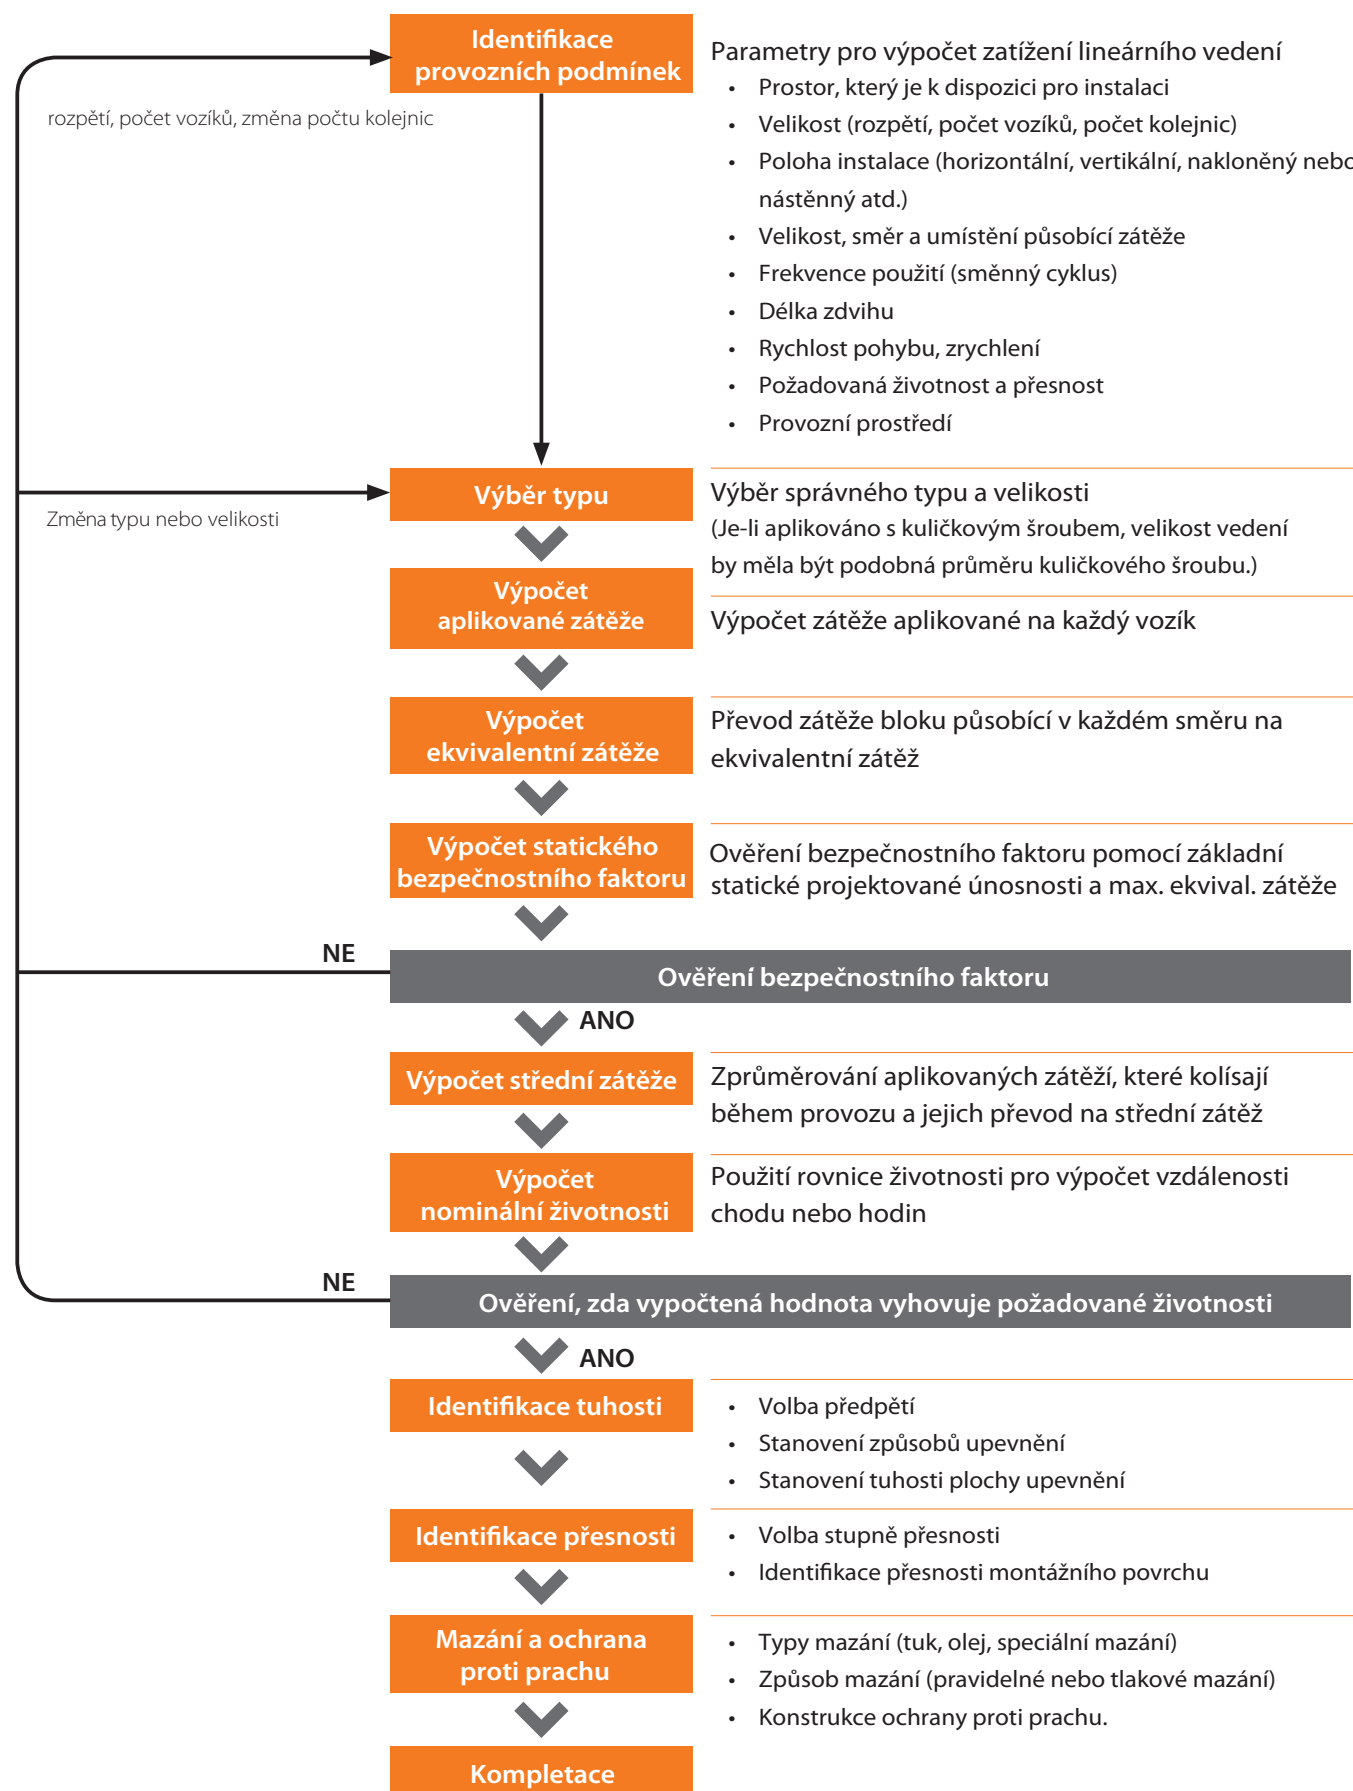 Identifikace
provozních podmínek
rozpětí, počet vozíků, změna počtu kolejnic
Parametry pro výpočet zatížení lineárního vedení
• Prostor, který je k dispozici pro instalaci
• Velikost (rozpětí, počet vozíků, počet kolejnic)
• Poloha instalace (horizontální, vertikální, nakloněný nebo
nástěnný atd.)
• Velikost, směr a umístění působící zátěže
• Frekvence použití (směnný cyklus)
• Délka zdvihu
• Rychlost pohybu, zrychlení
• Požadovaná životnost a přesnost
• Provozní prostředí
Výběr typu
Změna typu nebo velikosti
Výběr správného typu a velikosti
(Je-li aplikováno s kuličkovým šroubem, velikost vedení
by měla být podobná průměru kuličkového šroubu.)
Výpočet
aplikované zátěže
Výpočet zátěže aplikované na každý vozík
Výpočet
ekvivalentní zátěže
Převod zátěže bloku působící v každém směru na
ekvivalentní zátěž
Výpočet statického
bezpečnostního faktoru
Ověření bezpečnostního faktoru pomocí základní
statické projektované únosnosti a max. ekvival. zátěže
NE
Ověření bezpečnostního faktoru
ANO
Výpočet střední zátěže
Zprůměrování aplikovaných zátěží, které kolísají
během provozu a jejich převod na střední zátěž
Výpočet
nominální životnosti
Použití rovnice životnosti pro výpočet vzdálenosti
chodu nebo hodin
NE
Ověření, zda vypočtená hodnota vyhovuje požadované životnosti
ANO
Identifikace tuhosti
• Volba předpětí
• Stanovení způsobů upevnění
• Stanovení tuhosti plochy upevnění
Identifikace přesnosti
• Volba stupně přesnosti
• Identifikace přesnosti montážního povrchu
Mazání a ochrana
proti prachu
• Typy mazání (tuk, olej, speciální mazání)
• Způsob mazání (pravidelné nebo tlakové mazání)
• Konstrukce ochrany proti prachu.
Kompletace